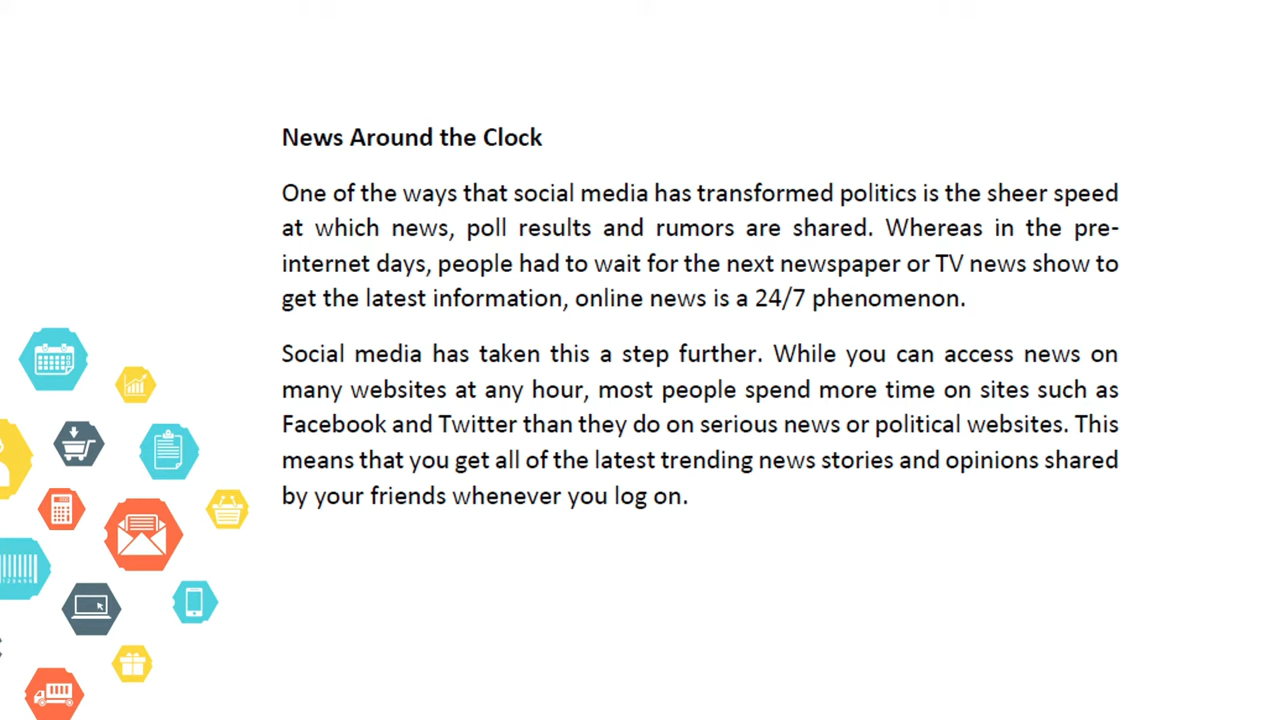 News Around the Clock
One of the ways that social media has transformed politics is the sheer speed
at which news, poll results and rumors are shared. Whereas in the pre-
internet days, people had to wait for the next newspaper or TV news show to
get the latest information, online news is a 24/7 phenomenon.
Social media has taken this a step further. While you can access news on
many websites at any hour, most people spend more time on sites such as
Facebook and Twitter than they do on serious news or political websites. This
means that you get all of the latest trending news stories and opinions shared
by your friends whenever you log on.